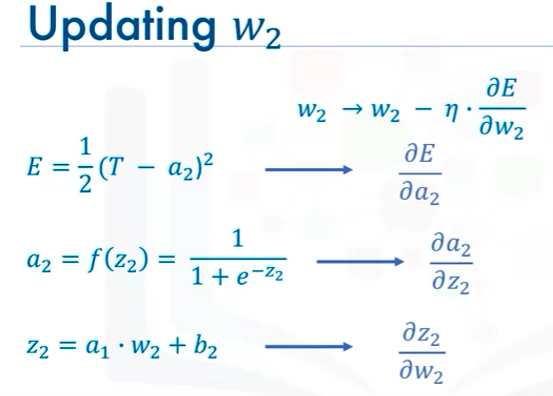 Updating w₂
w₂ → w₂ − η · ∂E/∂w₂
E = 1/2 (T − a₂)² → ∂E/∂a₂
a₂ = f(z₂) = 1/(1 + e^(−z₂)) → ∂a₂/∂z₂
z₂ = a₁ · w₂ + b₂ → ∂z₂/∂w₂